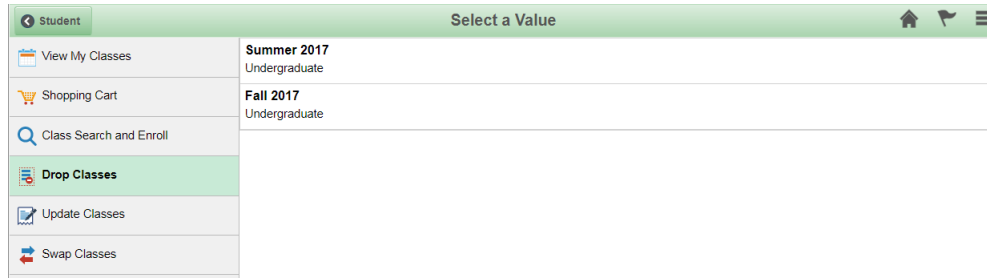 Student
Select a Value
View My Classes
Shopping Cart
Class Search and Enroll
Drop Classes
Update Classes
Swap Classes
Summer 2017
Undergraduate
Fall 2017
Undergraduate